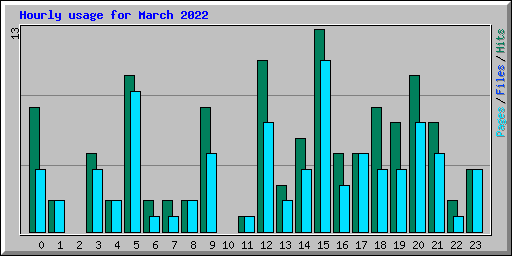 Hourly usage for March 2022
13
Pages / Files / Hits
0 1 2 3 4 5 6 7 8 9 10 11 12 13 14 15 16 17 18 19 20 21 22 23